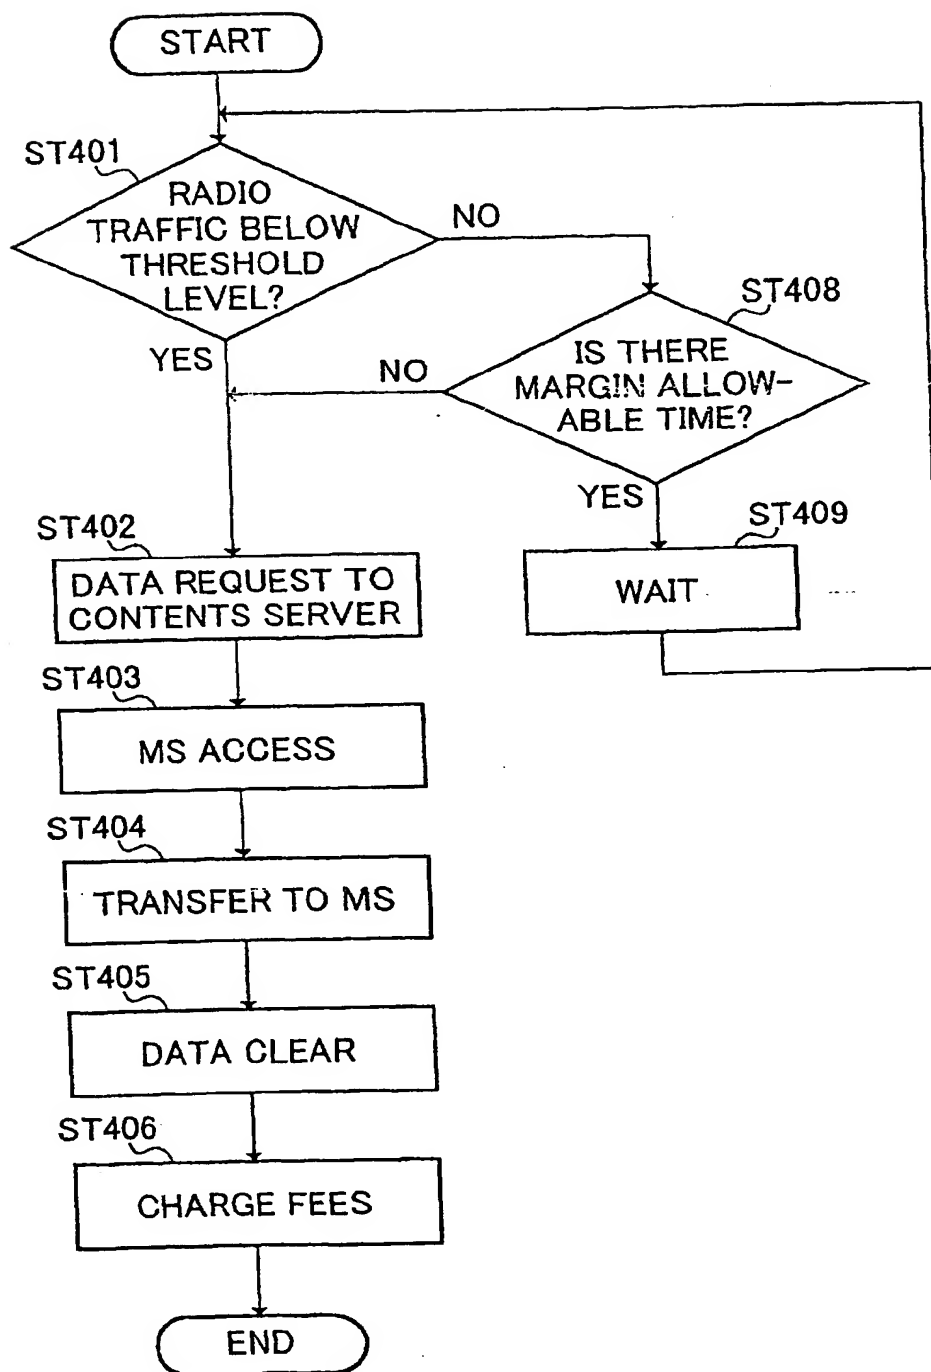 START
ST401
RADIO
TRAFFIC BELOW
THRESHOLD
LEVEL?
NO
YES
ST408
IS THERE
MARGIN ALLOW-
ABLE TIME?
NO
YES
ST402
DATA REQUEST TO
CONTENTS SERVER
ST409
WAIT
ST403
MS ACCESS
ST404
TRANSFER TO MS
ST405
DATA CLEAR
ST406
CHARGE FEES
END